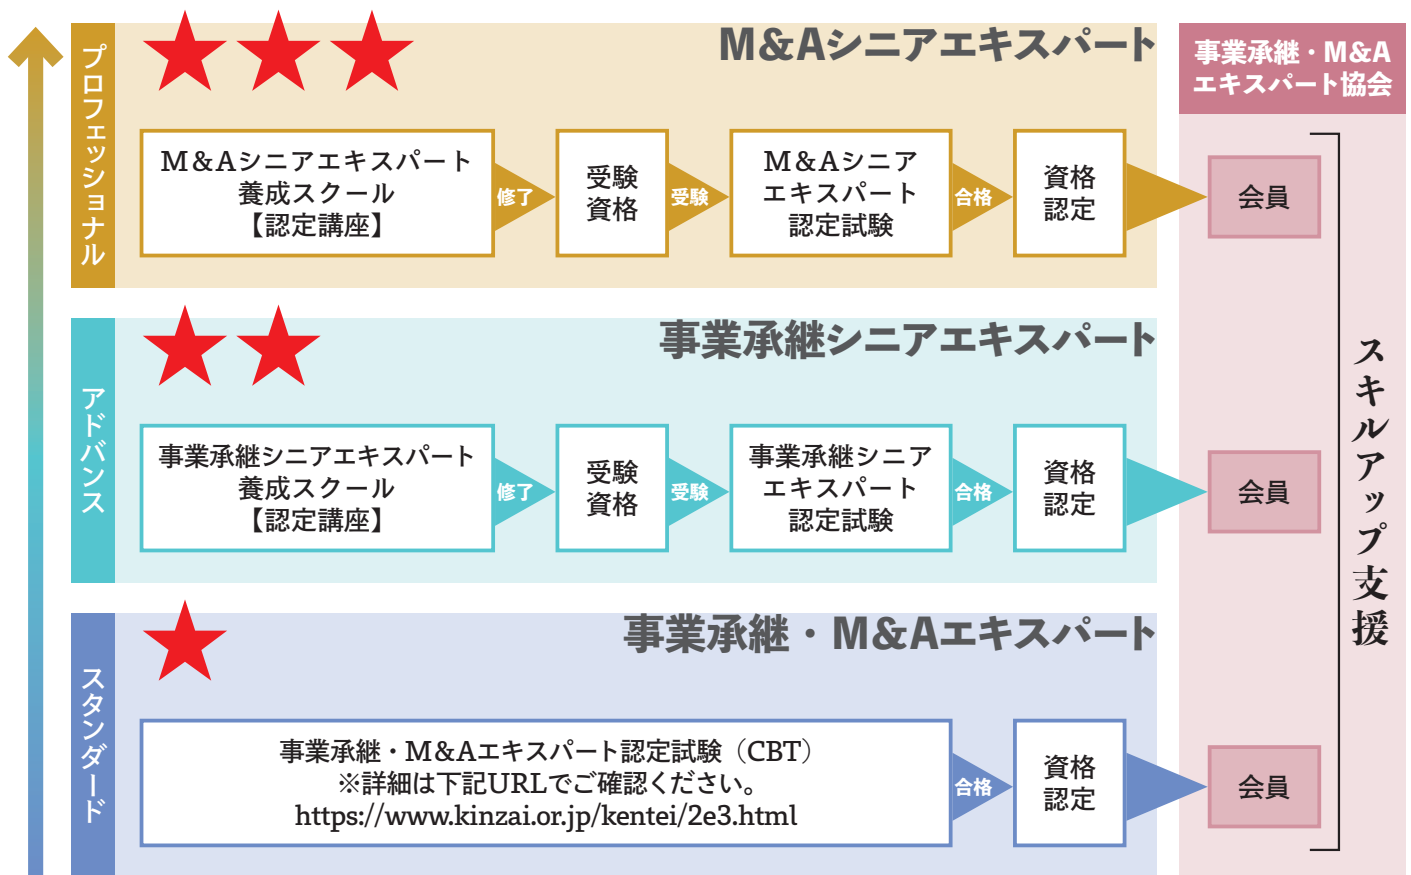 プロフェッショナル
M&Aシニアエキスパート
M&Aシニアエキスパート
養成スクール
【認定講座】
修了
受験
資格
受験
M&Aシニア
エキスパート
認定試験
合格
資格
認定
事業承継・M&A
エキスパート協会
会員
アドバンス
事業承継シニアエキスパート
事業承継シニアエキスパート
養成スクール
【認定講座】
修了
受験
資格
受験
事業承継シニア
エキスパート
認定試験
合格
資格
認定
会員
スタンダード
事業承継・M&Aエキスパート
事業承継・M&Aエキスパート認定試験（CBT）
※詳細は下記URLでご確認ください。
https://www.kinzai.or.jp/kentei/2e3.html
合格
資格
認定
会員
スキルアップ支援